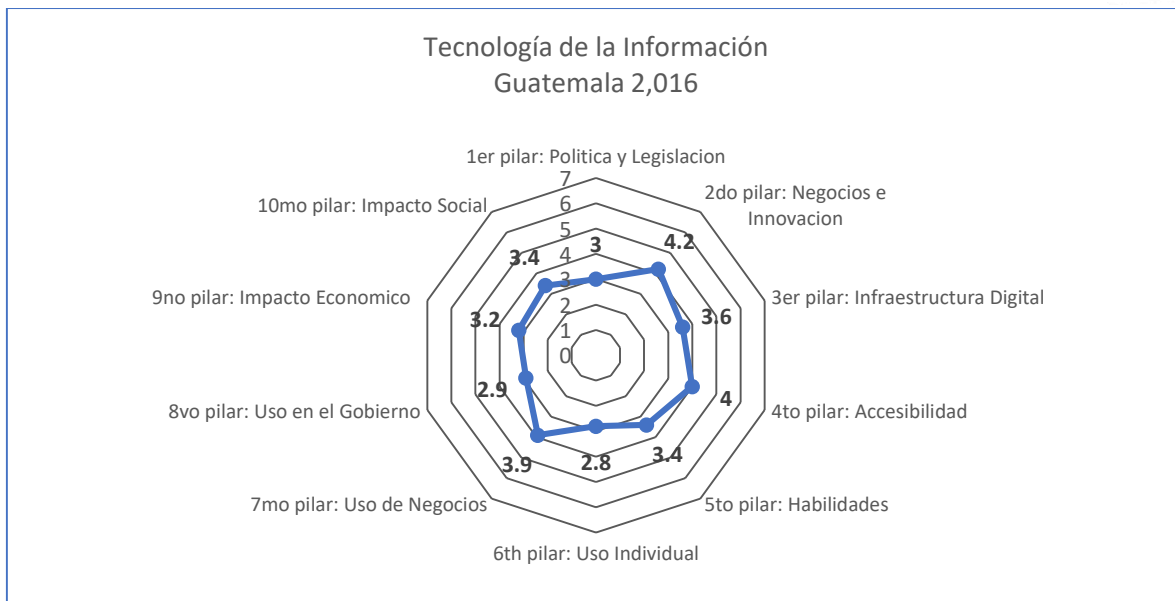 Tecnología de la Información
Guatemala 2,016
1er pilar: Politica y Legislacion
2do pilar: Negocios e
Innovacion
3er pilar: Infraestructura Digital
4to pilar: Accesibilidad
5to pilar: Habilidades
6th pilar: Uso Individual
7mo pilar: Uso de Negocios
8vo pilar: Uso en el Gobierno
9no pilar: Impacto Economico
10mo pilar: Impacto Social
7
6
5
4
3
2
1
0
3
4.2
3.6
4
3.4
2.8
3.9
2.9
3.2
3.4